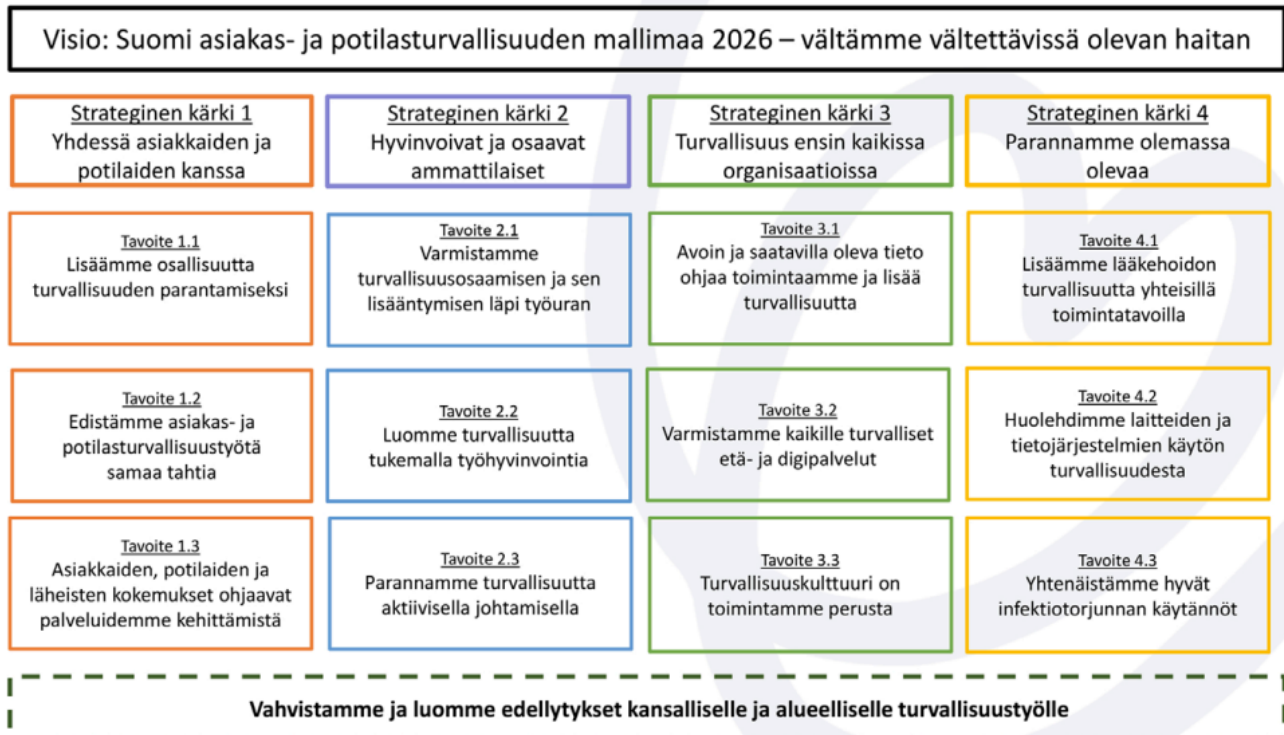 Visio: Suomi asiakas- ja potilasturvallisuuden mallimaa 2026 – vältämme vältettävissä olevan haitan
Strateginen kärki 1
Yhdessä asiakkaiden ja
potilaiden kanssa
Strateginen kärki 2
Hyvinvoivat ja osaavat
ammattilaiset
Strateginen kärki 3
Turvallisuus ensin kaikissa
organisaatioissa
Strateginen kärki 4
Parannamme olemassa
olevaa
Tavoite 1.1
Lisäämme osallisuutta
turvallisuuden parantamiseksi
Tavoite 2.1
Varmistamme
turvallisuusosaamisen ja sen
lisääntymisen läpi työuran
Tavoite 3.1
Avoin ja saatavilla oleva tieto
ohjaa toimintaamme ja lisää
turvallisuutta
Tavoite 4.1
Lisäämme lääkehoidon
turvallisuutta yhteisillä
toimintatavoilla
Tavoite 1.2
Edistämme asiakas- ja
potilasturvallisuustyötä
samaa tahtia
Tavoite 2.2
Luomme turvallisuutta
tukemalla työhyvinvointia
Tavoite 3.2
Varmistamme kaikille turvalliset
etä- ja digipalvelut
Tavoite 4.2
Huolehdimme laitteiden ja
tietojärjestelmien käytön
turvallisuudesta
Tavoite 1.3
Asiakkaiden, potilaiden ja
läheisten kokemukset ohjaavat
palveluidemme kehittämistä
Tavoite 2.3
Parannamme turvallisuutta
aktiivisella johtamisella
Tavoite 3.3
Turvallisuuskulttuuri on
toimintamme perusta
Tavoite 4.3
Yhtenäistämme hyvät
infektiotorjunnan käytännöt
Vahvistamme ja luomme edellytykset kansalliselle ja alueelliselle turvallisuustyölle